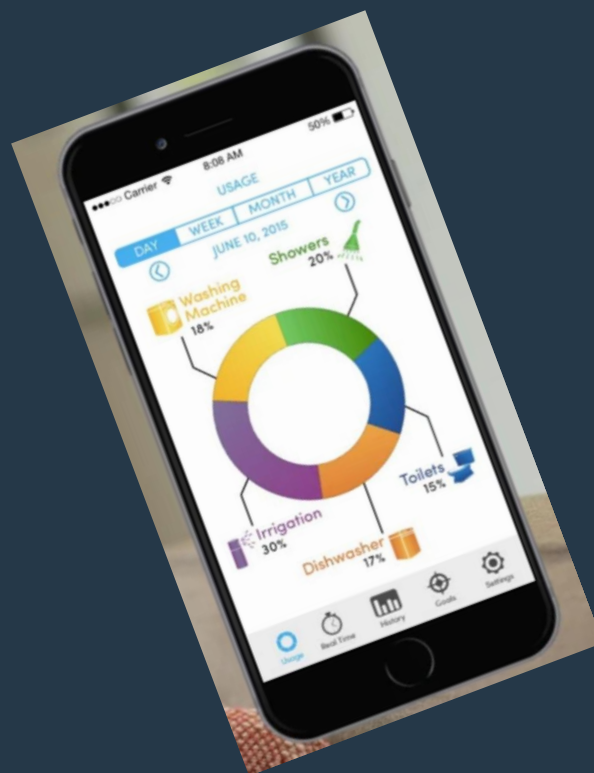 Carrier 8:08 AM 50%
USAGE
DAY WEEK MONTH YEAR
JUNE 10, 2015
Showers
20%
Washing
Machine
18%
Toilets
15%
Irrigation
30%
Dishwasher
17%
Usage Real Time History Goals Settings